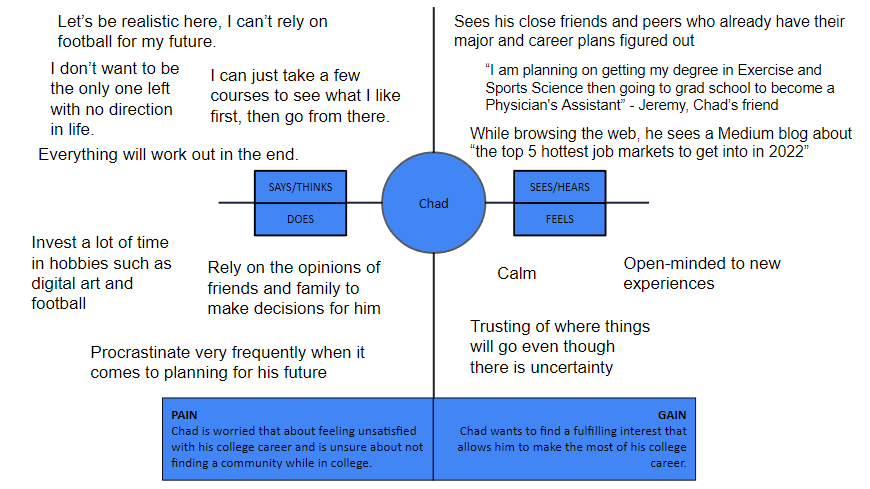 Let's be realistic here, I can't rely on
football for my future.
I don't want to be
the only one left
with no direction
in life.
I can just take a few
courses to see what I like
first, then go from there.
Everything will work out in the end.
Sees his close friends and peers who already have their
major and career plans figured out
“I am planning on getting my degree in Exercise and
Sports Science then going to grad school to become a
Physician's Assistant” - Jeremy, Chad's friend
While browsing the web, he sees a Medium blog about
“the top 5 hottest job markets to get into in 2022”
SAYS/THINKS
DOES
Chad
SEES/HEARS
FEELS
Invest a lot of time
in hobbies such as
digital art and
football
Rely on the opinions of
friends and family to
make decisions for him
Procrastinate very frequently when it
comes to planning for his future
Calm
Open-minded to new
experiences
Trusting of where things
will go even though
there is uncertainty
PAIN
Chad is worried that about feeling unsatisfied
with his college career and is unsure about not
finding a community while in college.
GAIN
Chad wants to find a fulfilling interest that
allows him to make the most of his college
career.